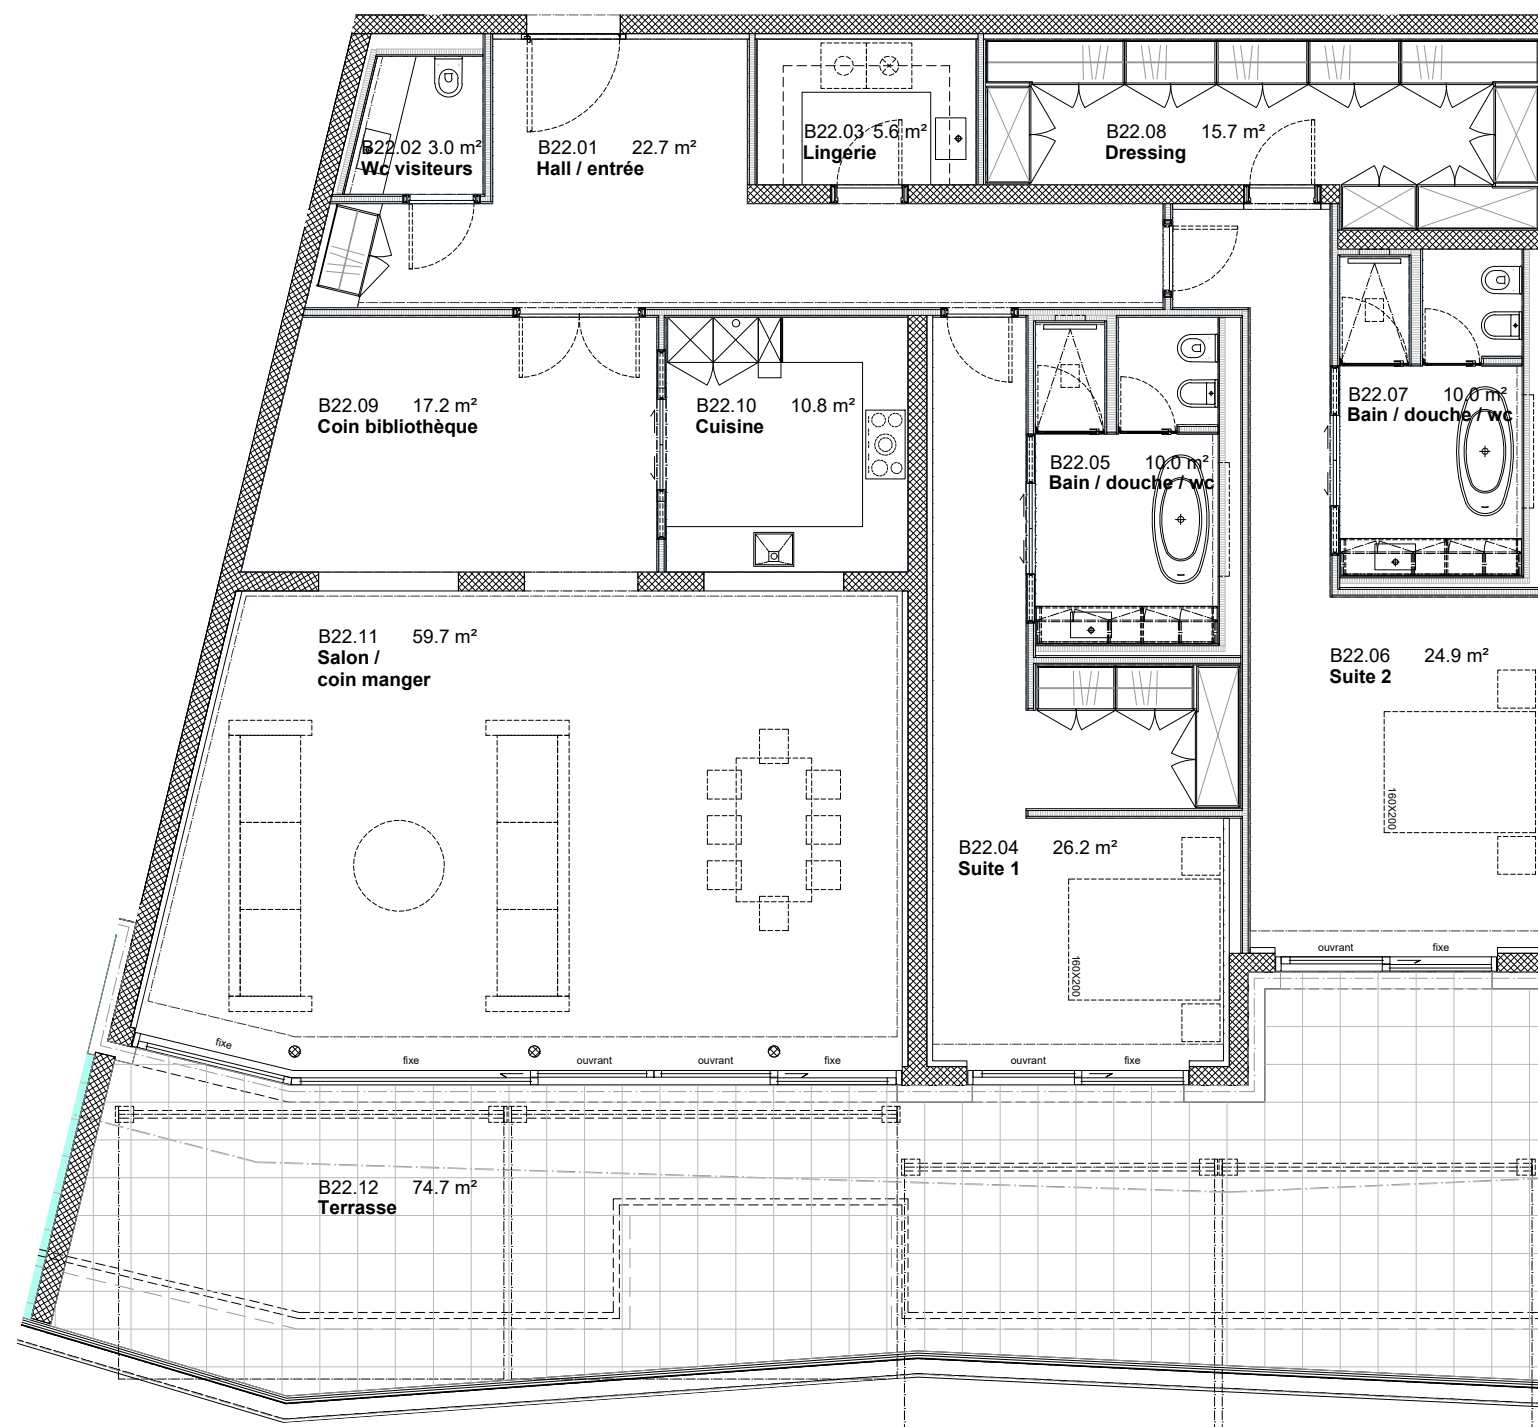 B22.02 3.0 m²
Wc visiteurs
B22.01 22.7 m²
Hall / entrée
B22.03 5.6 m²
Lingerie
B22.08 15.7 m²
Dressing
B22.09 17.2 m²
Coin bibliothèque
B22.10 10.8 m²
Cuisine
B22.05 10.0 m²
Bain / douche / wc
B22.07 10.0 m²
Bain / douche / wc
B22.11 59.7 m²
Salon /
coin manger
B22.06 24.9 m²
Suite 2
160X200
B22.04 26.2 m²
Suite 1
160X200
ouvrant fixe
fixe fixe ouvrant ouvrant fixe
ouvrant fixe
B22.12 74.7 m²
Terrasse